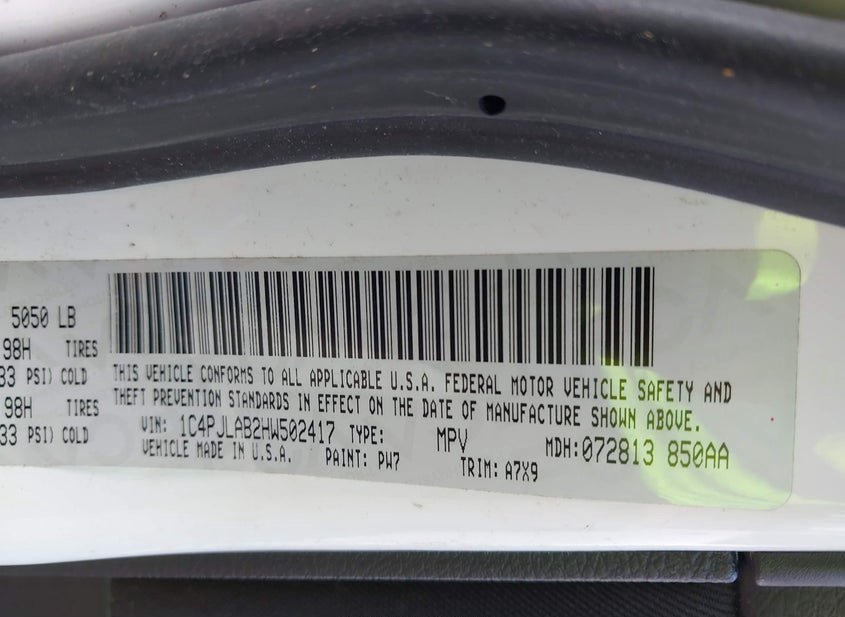 5050 LB
98H TIRES
33 PSI) COLD
98H TIRES
33 PSI) COLD
THIS VEHICLE CONFORMS TO ALL APPLICABLE U.S.A. FEDERAL MOTOR VEHICLE SAFETY AND
THEFT PREVENTION STANDARDS IN EFFECT ON THE DATE OF MANUFACTURE SHOWN ABOVE.
VIN: 1C4PJLAB2HW502417 TYPE: MPV MDH:072813 850AA
VEHICLE MADE IN U.S.A. PAINT: PW7 TRIM: A7X9